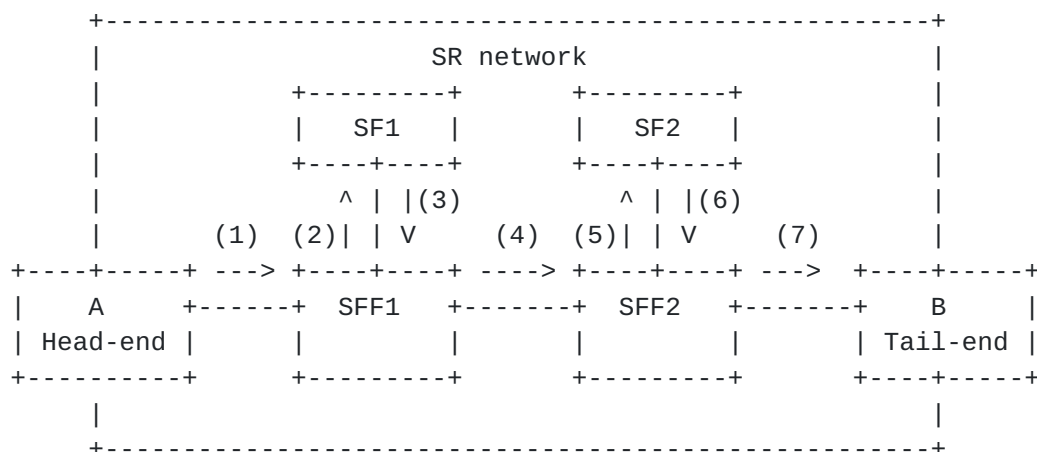 SR network
SF1 SF2
(3) (6)
(1) (2) (4) (5) (7)
A SFF1 SFF2 B
Head-end Tail-end